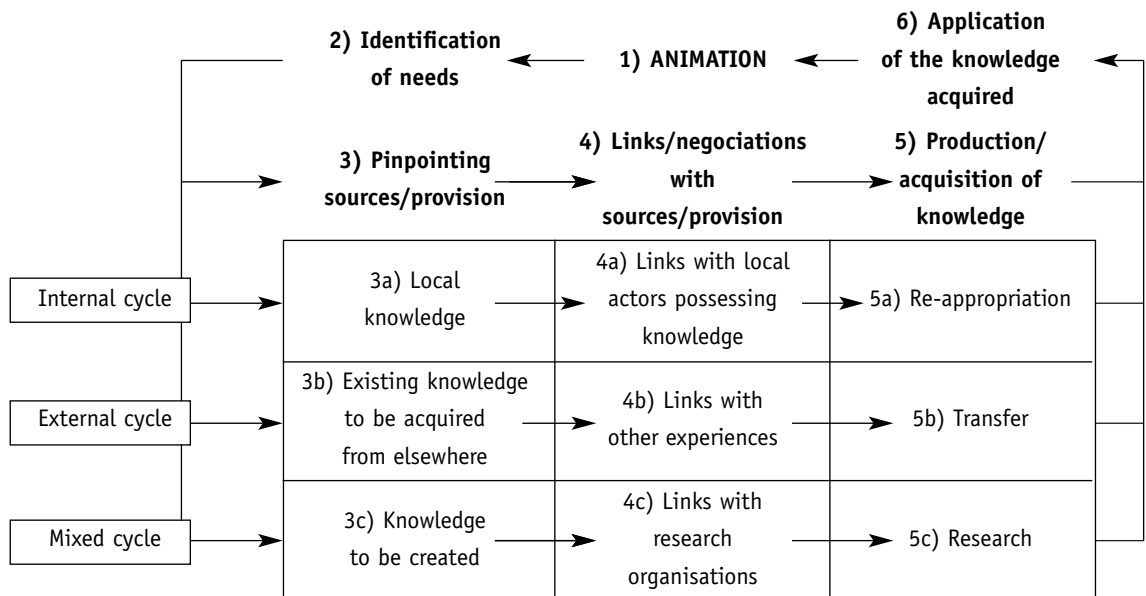 2) Identification
of needs
1) ANIMATION
6) Application
of the knowledge
acquired
3) Pinpointing
sources/provision
4) Links/negociations
with
sources/provision
5) Production/
acquisition of
knowledge
Internal cycle
3a) Local
knowledge
4a) Links with local
actors possessing
knowledge
5a) Re-appropriation
External cycle
3b) Existing knowledge
to be acquired
from elsewhere
4b) Links with
other experiences
5b) Transfer
Mixed cycle
3c) Knowledge
to be created
4c) Links with
research
organisations
5c) Research